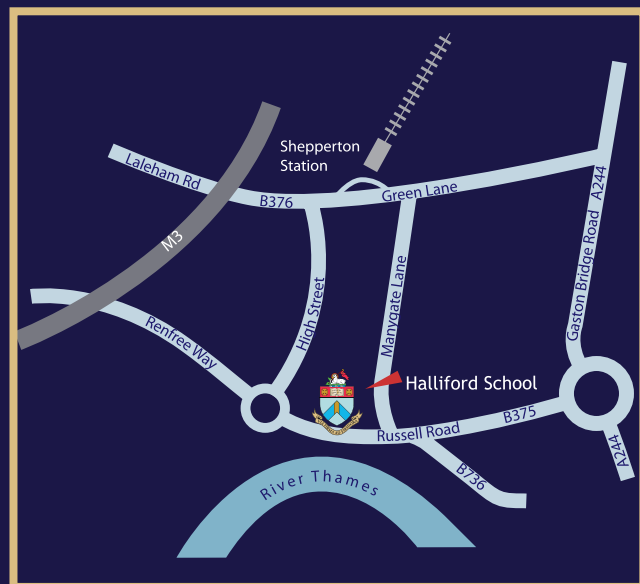 Shepperton
Station
Laleham Rd
B376
Green Lane
A244
Gaston Bridge Road
M3
Manygate Lane
High Street
Renfree Way
Halliford School
B375
Russell Road
A244
B736
River Thames